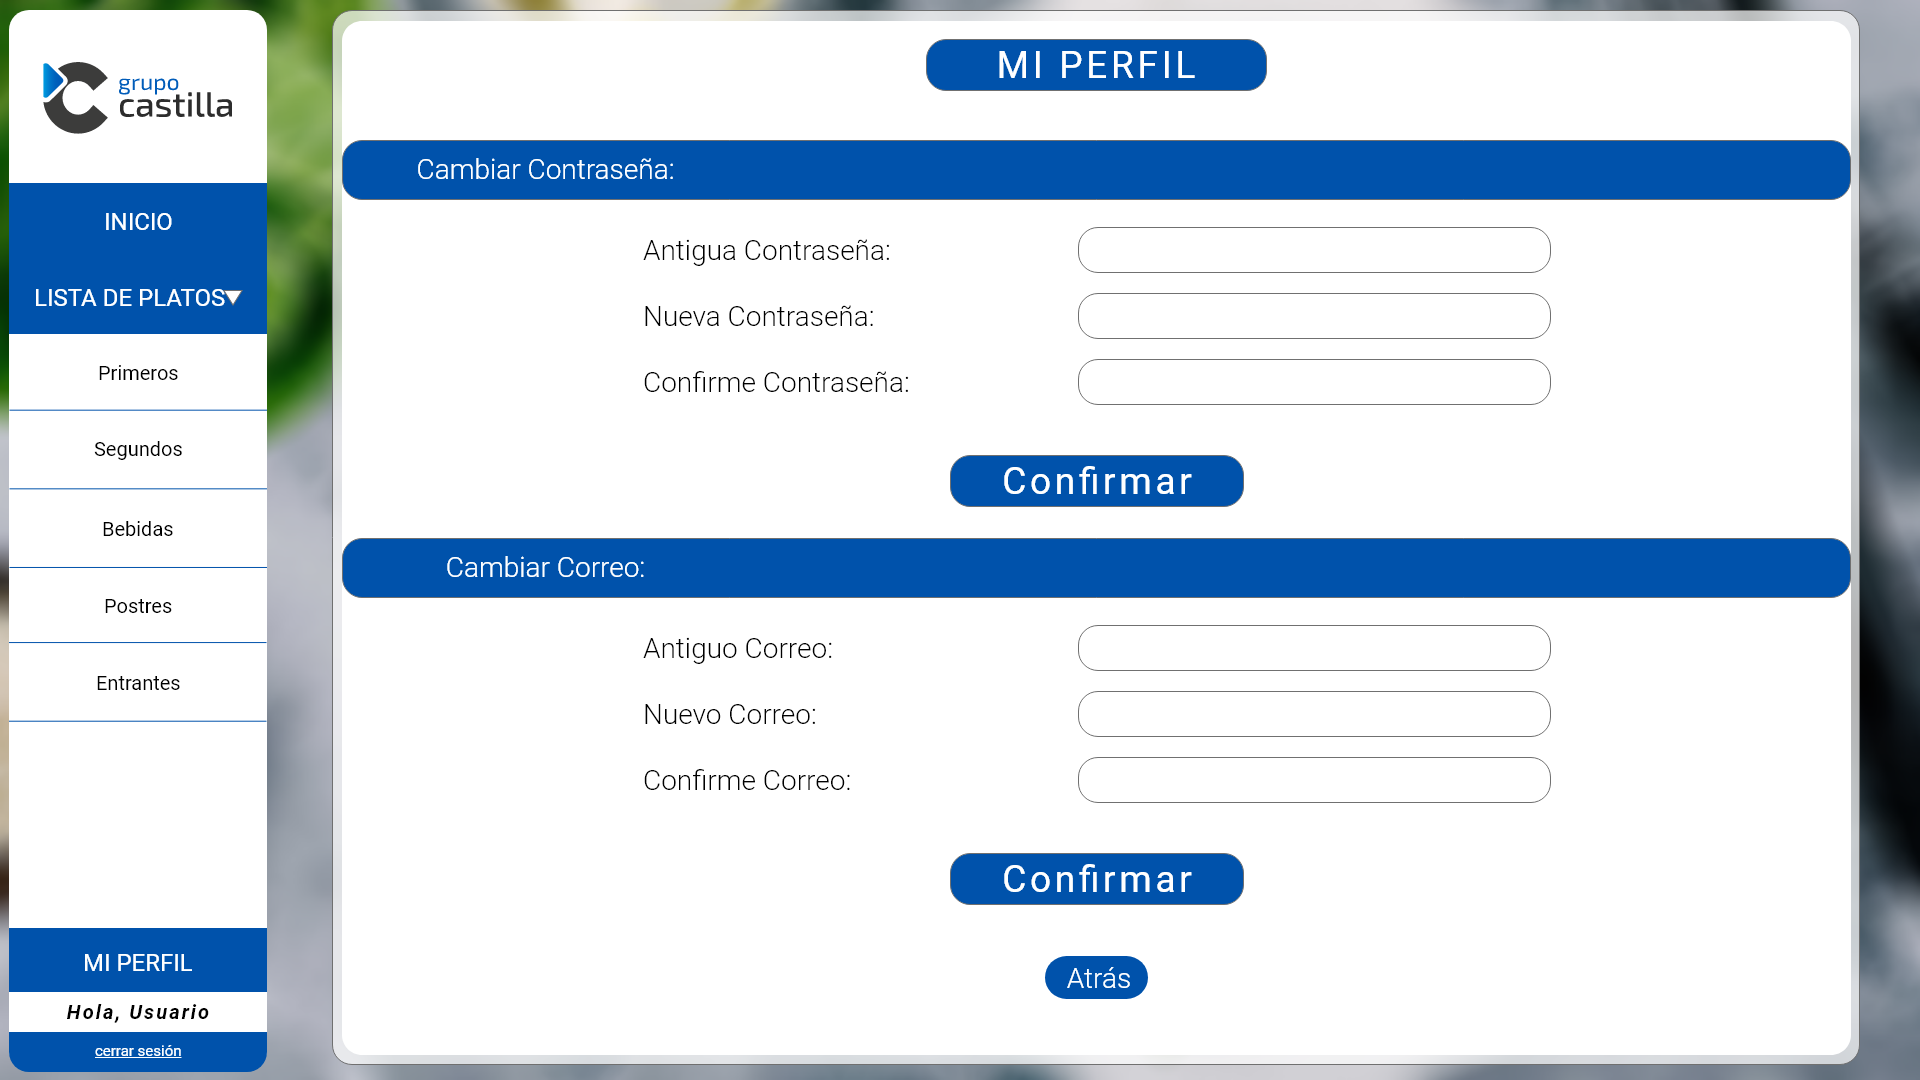 grupo
castilla
INICIO
LISTA DE PLATOS
Primeros
Segundos
Bebidas
Postres
Entrantes
MI PERFIL
Hola, Usuario
cerrar sesión
MI PERFIL
Cambiar Contraseña:
Antigua Contraseña:
Nueva Contraseña:
Confirme Contraseña:
Confirmar
Cambiar Correo:
Antiguo Correo:
Nuevo Correo:
Confirme Correo:
Confirmar
Atrás